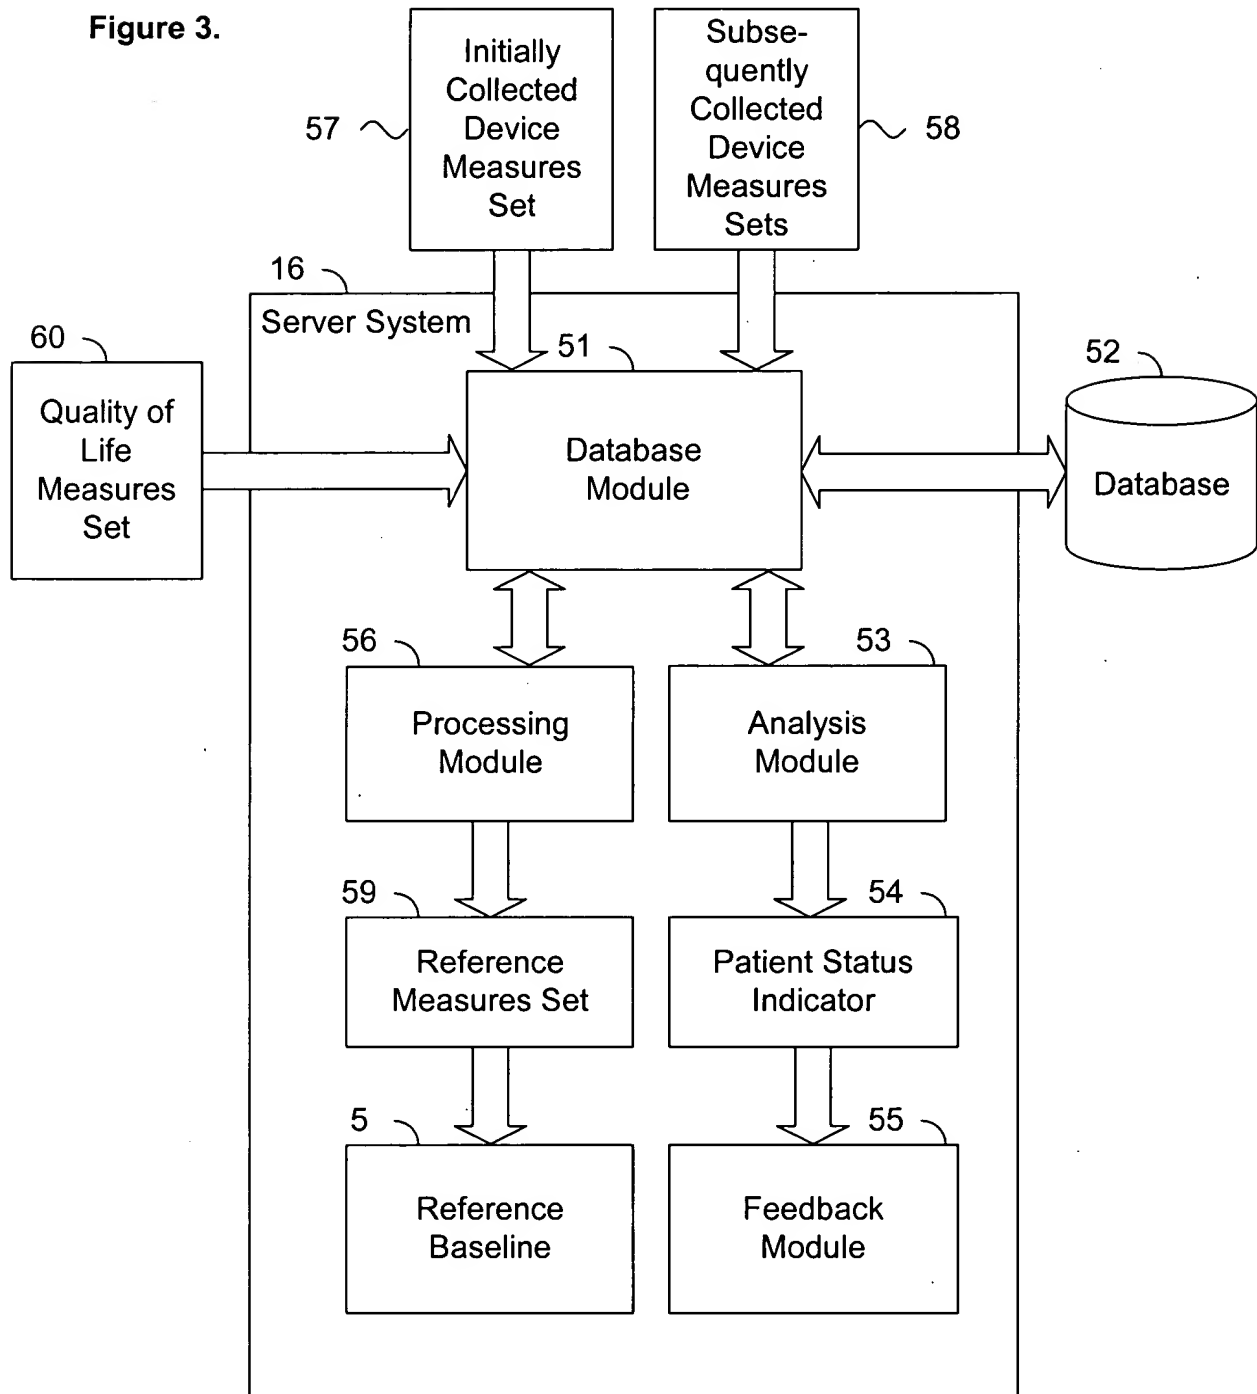 Figure 3.
Initially
Collected
Device
Measures
Set
57
Subse-
quently
Collected
Device
Measures
Sets
58
16
Server System
60
Quality of
Life
Measures
Set
51
Database
Module
52
Database
56
Processing
Module
53
Analysis
Module
59
Reference
Measures Set
54
Patient Status
Indicator
5
Reference
Baseline
55
Feedback
Module